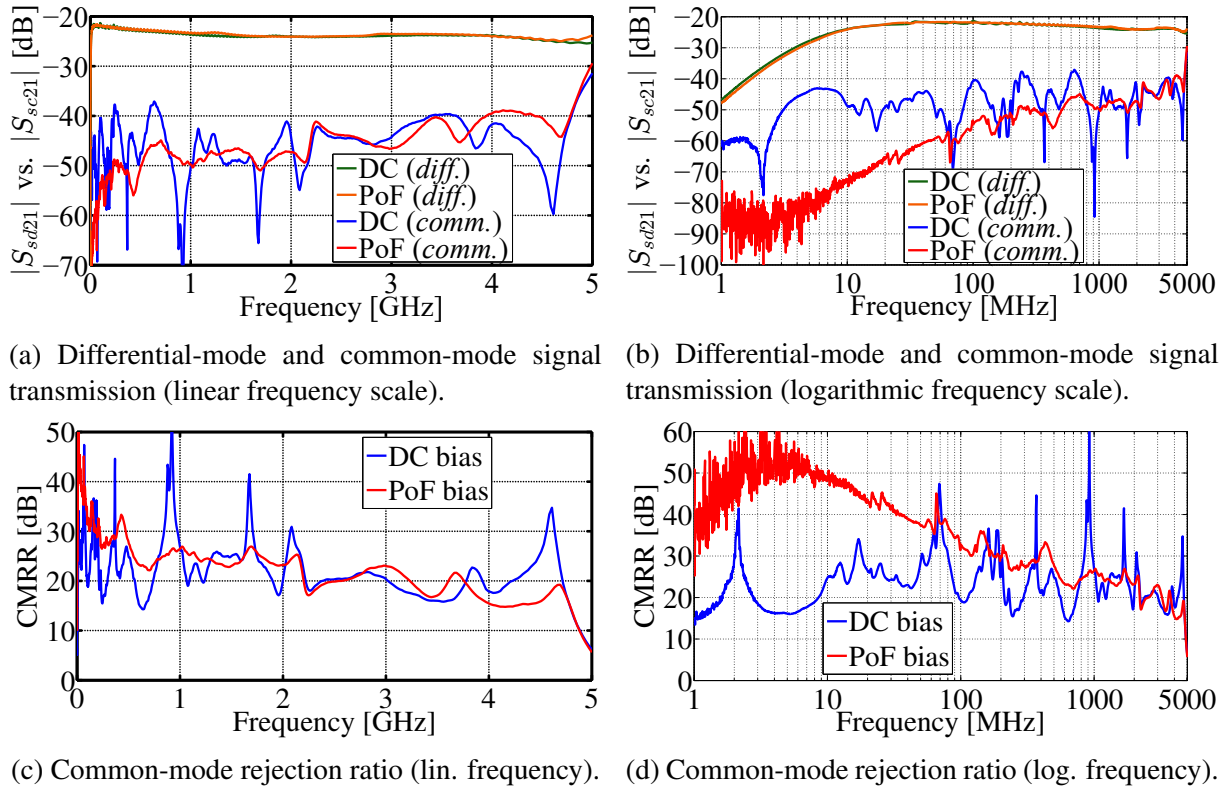 |S_sd21| vs. |S_sc21| [dB]
−20
−30
−40
−50
−60
−70
DC (diff.)
PoF (diff.)
DC (comm.)
PoF (comm.)
0 1 2 3 4 5
Frequency [GHz]
(a) Differential-mode and common-mode signal
transmission (linear frequency scale).
|S_sd21| vs. |S_sc21| [dB]
−20
−30
−40
−50
−60
−70
−80
−90
−100
DC (diff.)
PoF (diff.)
DC (comm.)
PoF (comm.)
1 10 100 1000 5000
Frequency [MHz]
(b) Differential-mode and common-mode signal
transmission (logarithmic frequency scale).
CMRR [dB]
50
40
30
20
10
0
DC bias
PoF bias
0 1 2 3 4 5
Frequency [GHz]
(c) Common-mode rejection ratio (lin. frequency).
CMRR [dB]
60
50
40
30
20
10
0
DC bias
PoF bias
1 10 100 1000 5000
Frequency [MHz]
(d) Common-mode rejection ratio (log. frequency).